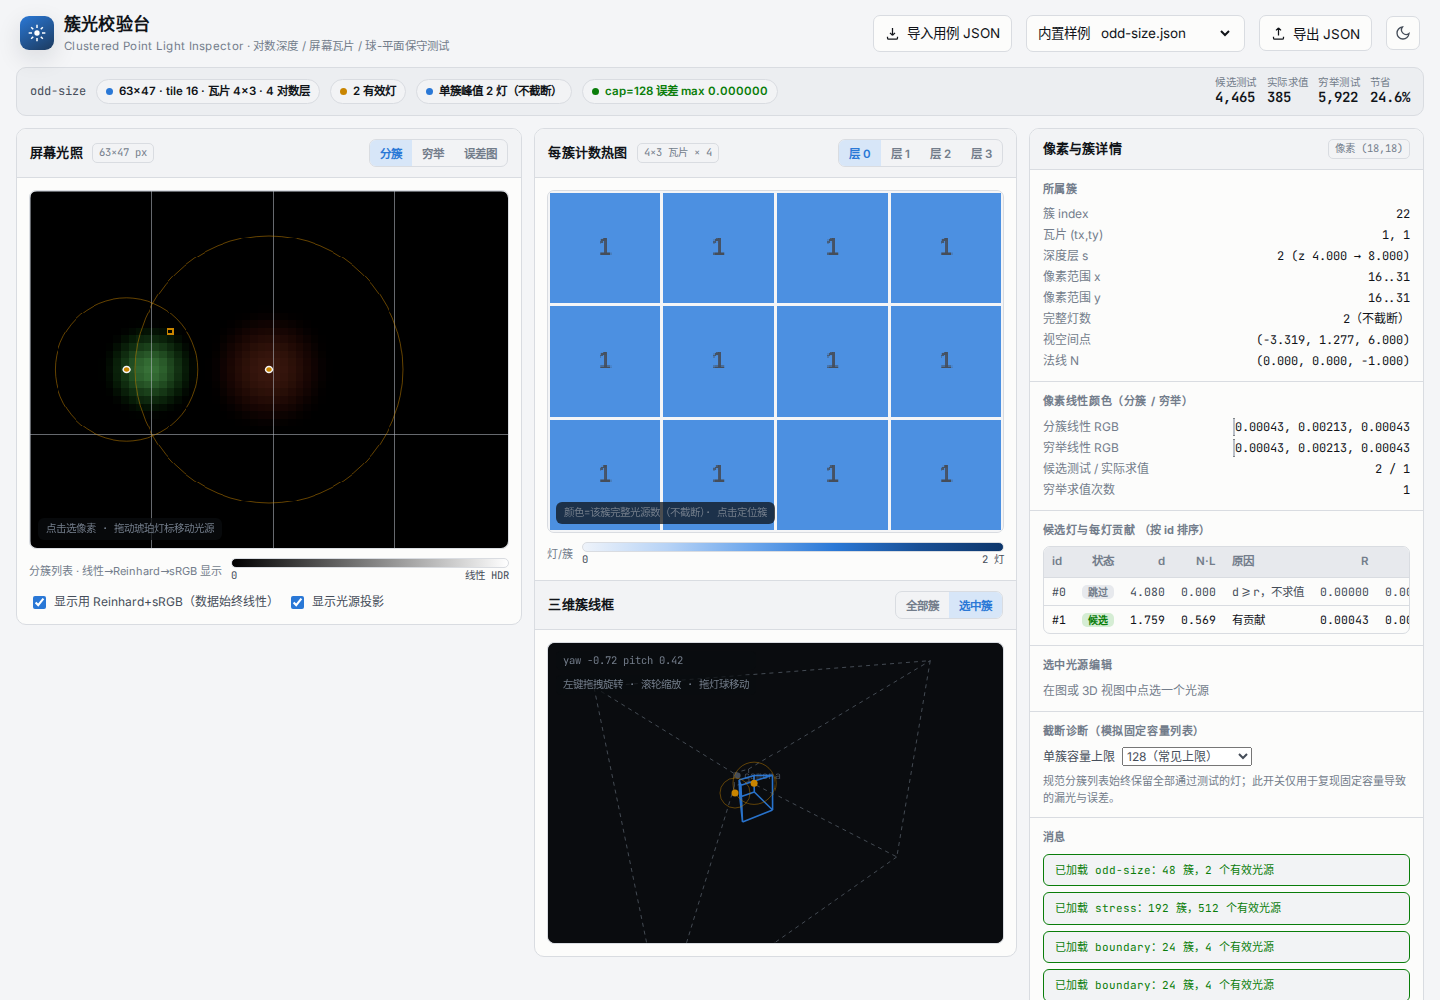 簇光校验台
Clustered Point Light Inspector · 对数深度 / 屏幕瓦片 / 球-平面保守测试
导入用例 JSON
内置样例 odd-size.json
导出 JSON
odd-size
63×47 · tile 16 · 瓦片 4×3 · 4 对数层
2 有效灯
单簇峰值 2 灯（不截断）
cap=128 误差 max 0.000000
候选测试 实际求值 穷举测试 节省
4,465 385 5,922 24.6%
屏幕光照 63×47 px
分簇 穷举 误差图
点击选像素 · 拖动琥珀灯标移动光源
分簇列表 · 线性→Reinhard→sRGB 显示
0 线性 HDR
显示用 Reinhard+sRGB（数据始终线性）
显示光源投影
每簇计数热图 4×3 瓦片 × 4
层 0 层 1 层 2 层 3
1 1 1 1
1 1 1 1
1 1 1 1
颜色=该簇完整光源数（不截断）· 点击定位簇
灯/簇
0 2 灯
三维簇线框
全部簇 选中簇
yaw -0.72 pitch 0.42
左键拖拽旋转 · 滚轮缩放 · 拖灯球移动
像素与簇详情 像素 (18,18)
所属簇
簇 index 22
瓦片 (tx,ty) 1, 1
深度层 s 2 (z 4.000 → 8.000)
像素范围 x 16..31
像素范围 y 16..31
完整灯数 2（不截断）
视空间点 (-3.319, 1.277, 6.000)
法线 N (0.000, 0.000, -1.000)
像素线性颜色（分簇 / 穷举）
分簇线性 RGB 0.00043, 0.00213, 0.00043
穷举线性 RGB 0.00043, 0.00213, 0.00043
候选测试 / 实际求值 2 / 1
穷举求值次数 1
候选灯与每灯贡献 （按 id 排序）
id 状态 d N·L 原因 R
#0 跳过 4.080 0.000 d≥r，不求值 0.00000 0.00
#1 候选 1.759 0.569 有贡献 0.00043 0.00
选中光源编辑
在图或 3D 视图中点选一个光源
截断诊断（模拟固定容量列表）
单簇容量上限 128（常见上限）
规范分簇列表始终保留全部通过测试的灯；此开关仅用于复现固定容量导致
的漏光与误差。
消息
已加载 odd-size：48 簇，2 个有效光源
已加载 stress：192 簇，512 个有效光源
已加载 boundary：24 簇，4 个有效光源
已加载 boundary：24 簇，4 个有效光源